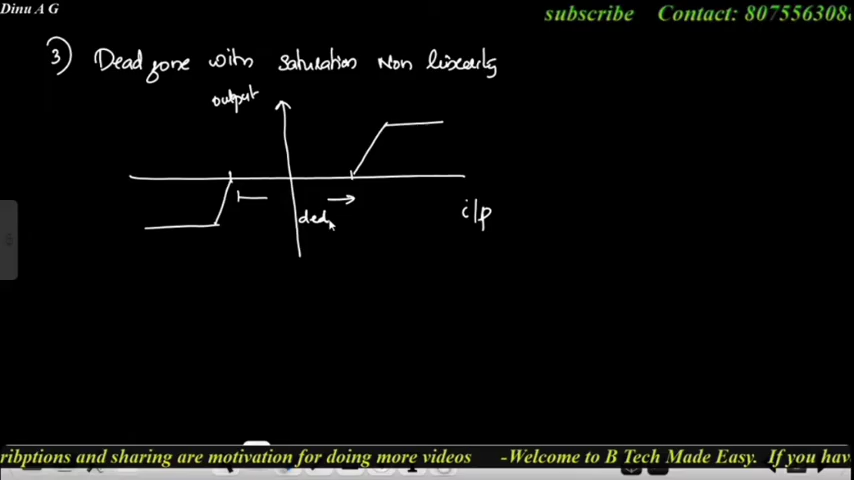 Dinu A G
subscribe Contact: 807556308
3) Dead zone with saturation Non linearity
output
ded
i/p
ribptions and sharing are motivation for doing more videos -Welcome to B Tech Made Easy. If you hav